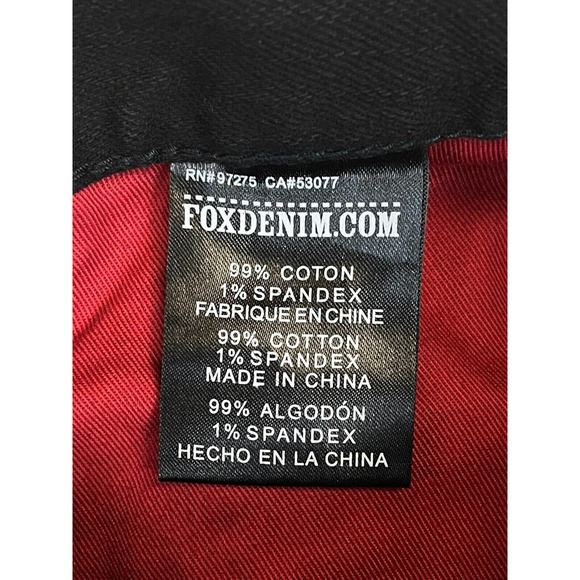 RN#97275 CA#53077
FOXDENIM.COM
99% COTON
1% SPANDEX
FABRIQUE EN CHINE
99% COTTON
1% SPANDEX
MADE IN CHINA
99% ALGODÓN
1% SPANDEX
HECHO EN LA CHINA